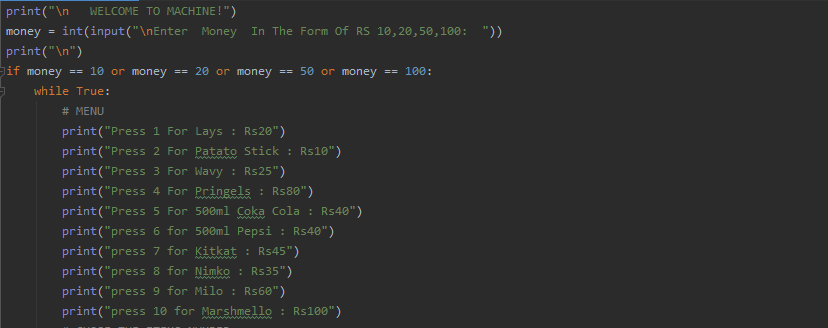 print("\n   WELCOME TO MACHINE!")
money = int(input("\nEnter  Money  In The Form Of RS 10,20,50,100:  "))
print("\n")
if money == 10 or money == 20 or money == 50 or money == 100:
    while True:
        # MENU
        print("Press 1 For Lays : Rs20")
        print("Press 2 For Patato Stick : Rs10")
        print("Press 3 For Wavy : Rs25")
        print("Press 4 For Pringels : Rs80")
        print("Press 5 For 500ml Coka Cola : Rs40")
        print("press 6 for 500ml Pepsi : Rs40")
        print("press 7 for Kitkat : Rs45")
        print("press 8 for Nimko : Rs35")
        print("press 9 for Milo : Rs60")
        print("press 10 for Marshmello : Rs100")